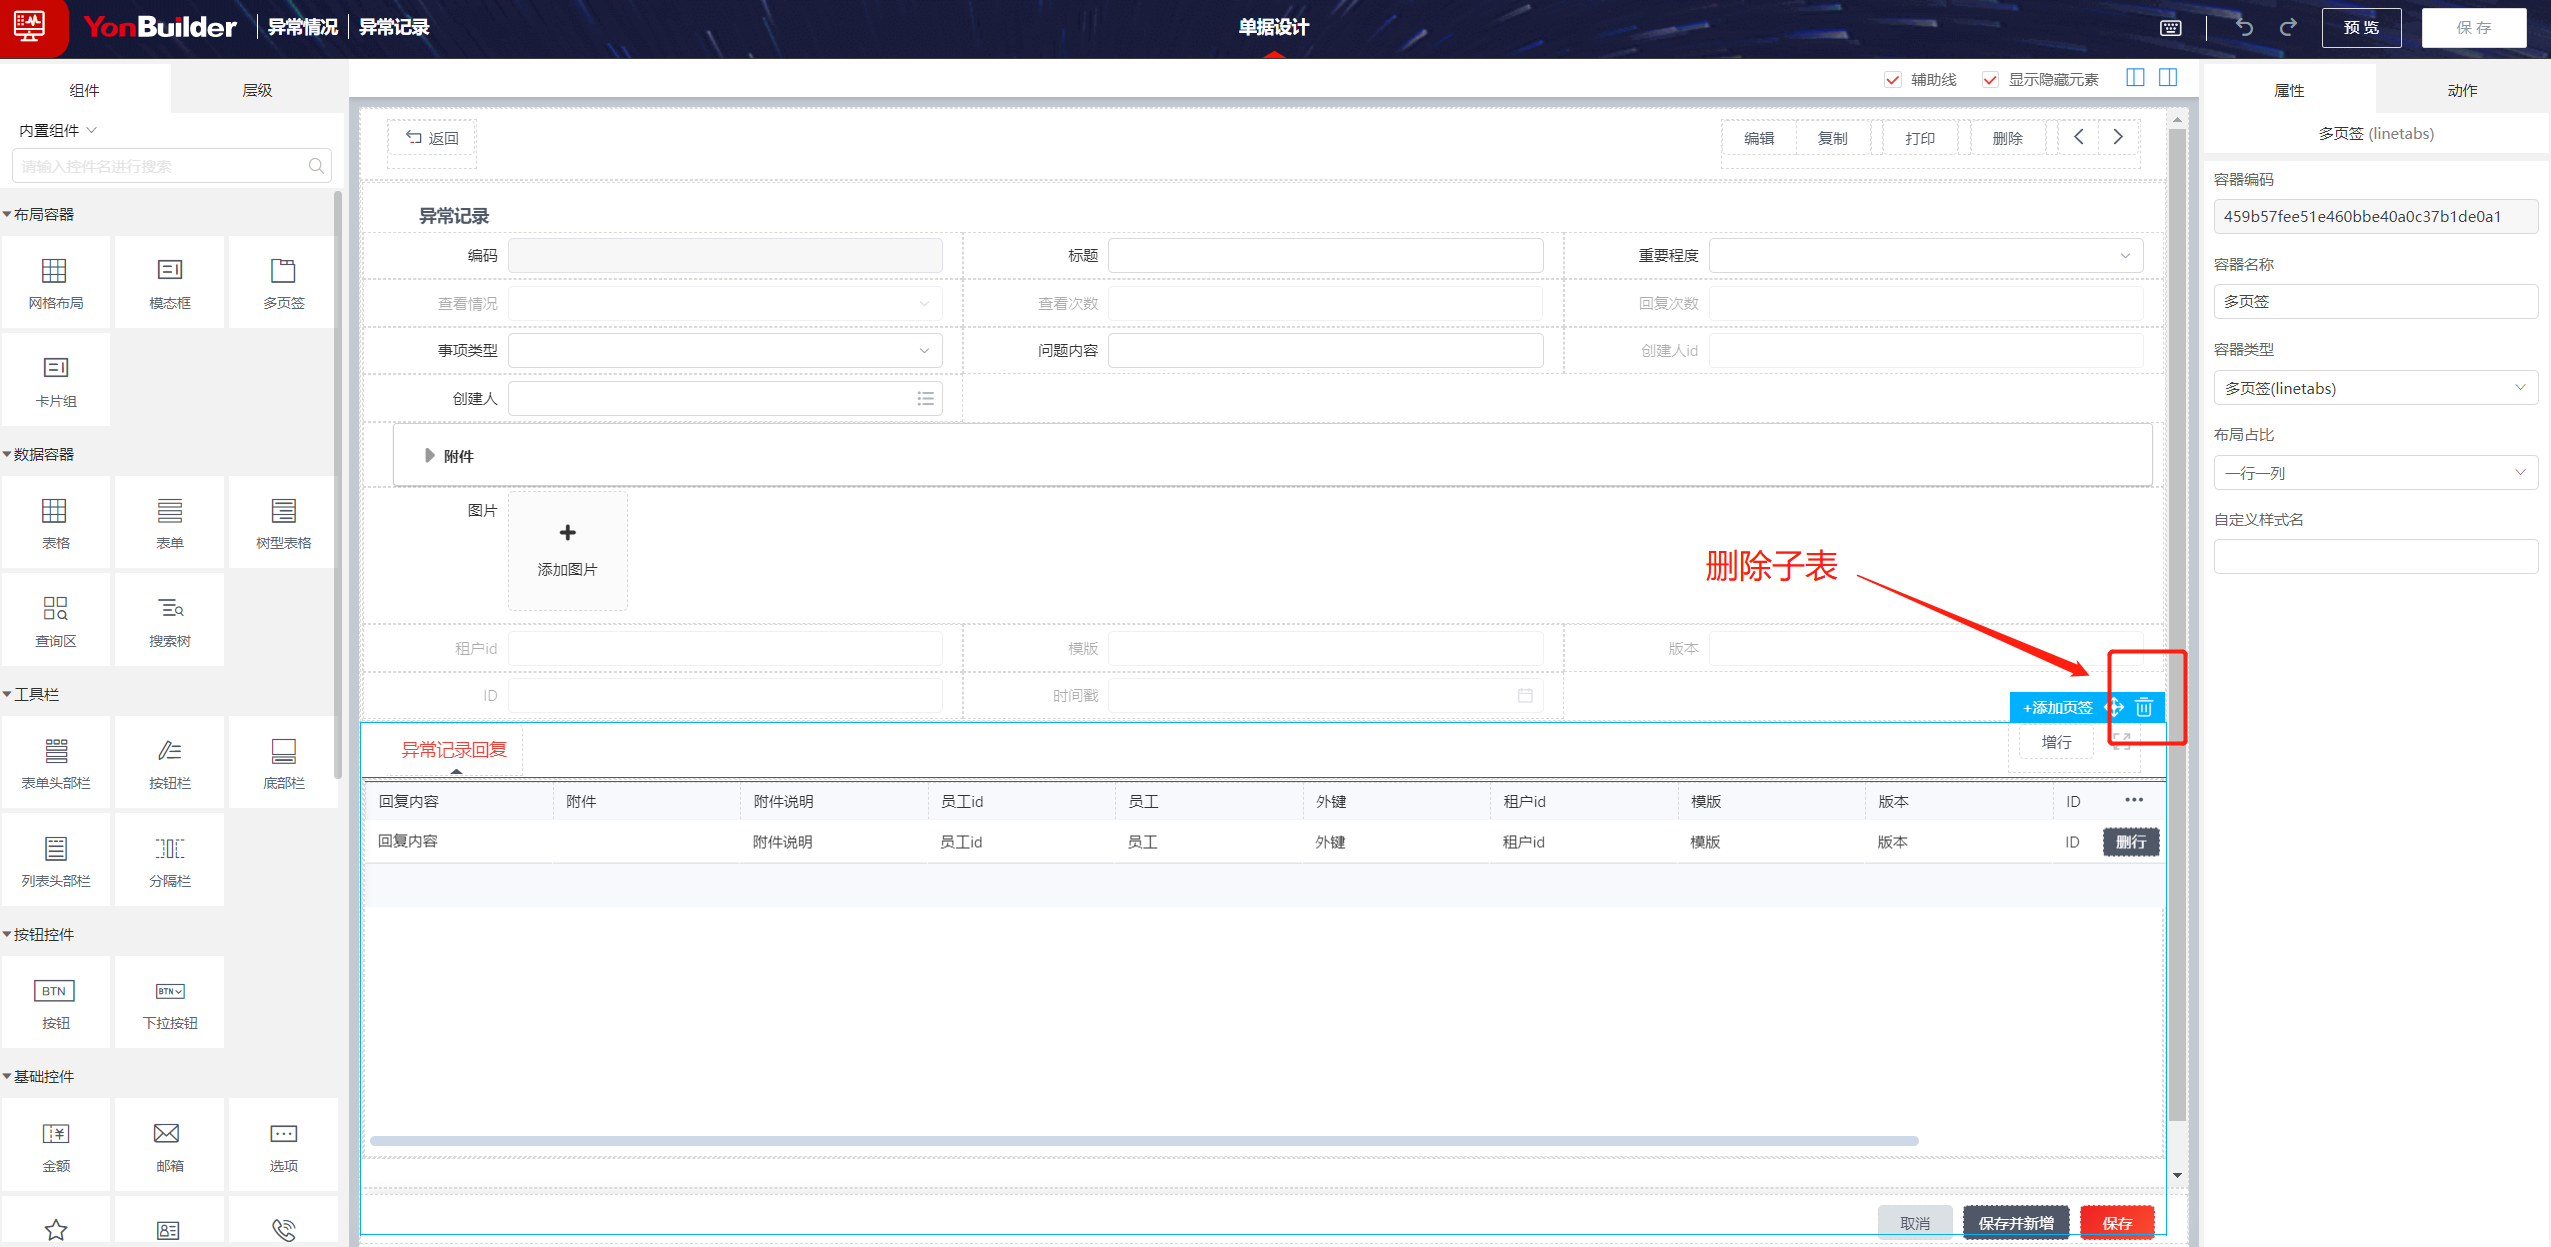 YonBuilder 异常情况 异常记录 单据设计 预 览 保 存
组件 层级 辅助线 显示隐藏元素 属性 动作
内置组件
请输入控件名进行搜索
布局容器
网格布局 模态框 多页签
卡片组
数据容器
表格 表单 树型表格
查询区 搜索树
工具栏
表单头部栏 按钮栏 底部栏
列表头部栏 分隔栏
按钮控件
BTN BTN
按钮 下拉按钮
基础控件
金额 邮箱 选项
返回 编辑 复制 打印 删除
异常记录
编码 标题 重要程度
查看情况 查看次数 回复次数
事项类型 问题内容 创建人id
创建人
附件
图片
添加图片
删除子表
租户id 模版 版本
ID 时间戳
+添加页签
异常记录回复 增行
回复内容 附件 附件说明 员工id 员工 外键 租户id 模版 版本 ID •••
回复内容 附件说明 员工id 员工 外键 租户id 模版 版本 ID 删行
取消 保存并新增 保存
多页签 (linetabs)
容器编码
459b57fee51e460bbe40a0c37b1de0a1
容器名称
多页签
容器类型
多页签(linetabs)
布局占比
一行一列
自定义样式名